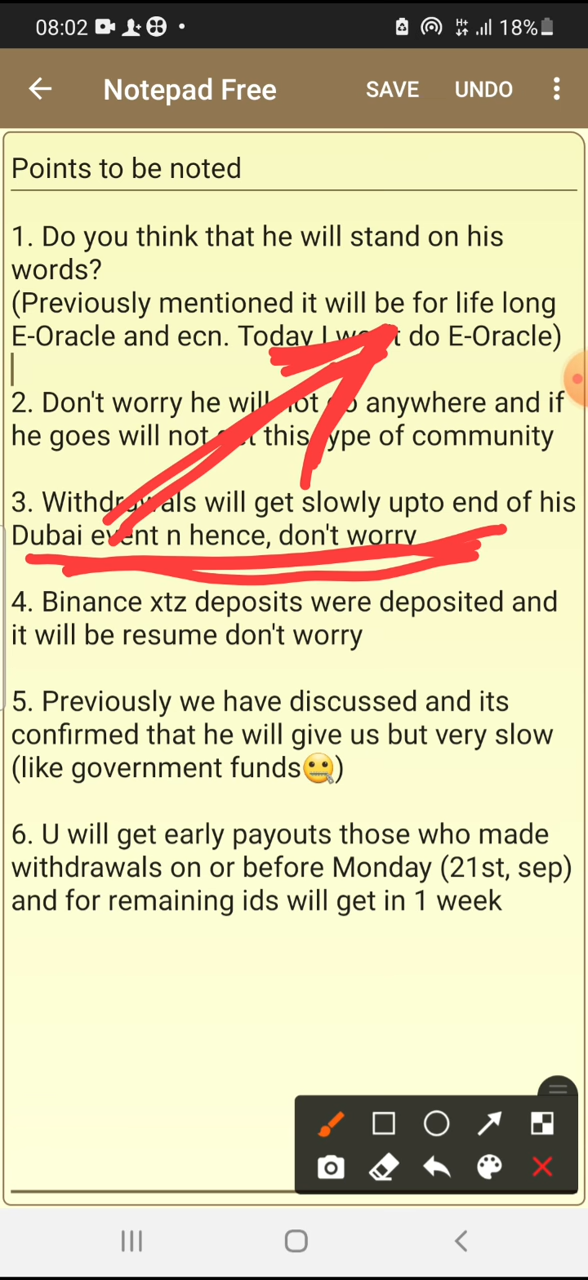 08:02
H+
18%
Notepad Free
SAVE
UNDO
Points to be noted
1. Do you think that he will stand on his
words?
(Previously mentioned it will be for life long
E-Oracle and ecn. Today I do E-Oracle)
2. Don't worry he will not go anywhere and if
he goes will not this type of community
3. Withdrawals will get slowly upto end of his
Dubai event n hence, don't worry
4. Binance xtz deposits were deposited and
it will be resume don't worry
5. Previously we have discussed and its
confirmed that he will give us but very slow
(like government funds🤐)
6. U will get early payouts those who made
withdrawals on or before Monday (21st, sep)
and for remaining ids will get in 1 week